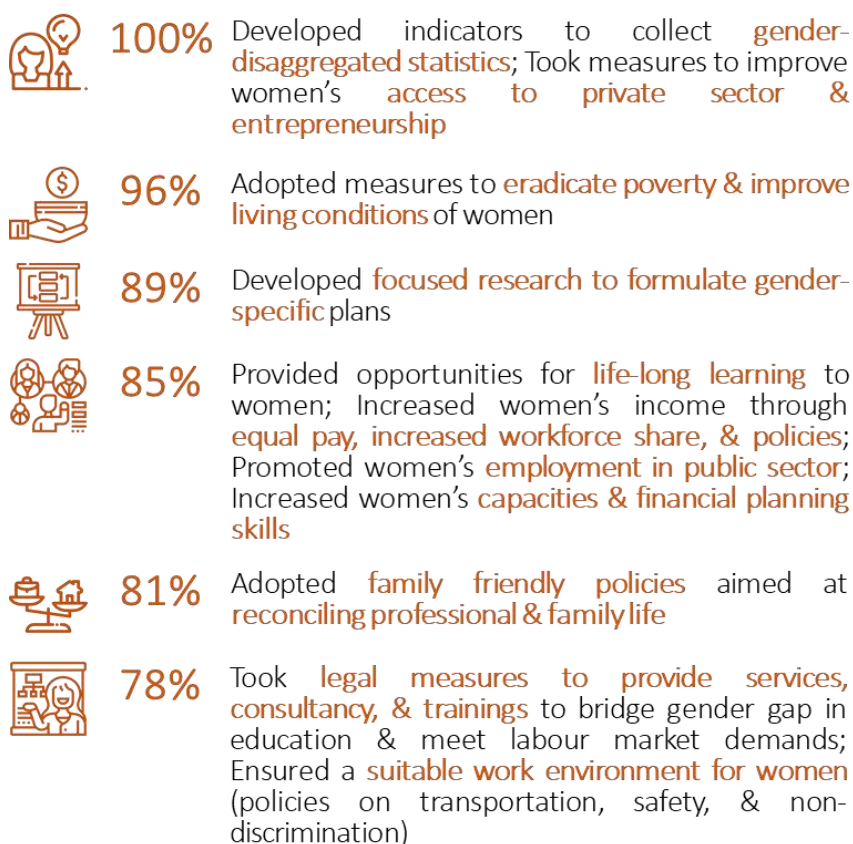 100% Developed indicators to collect gender-
disaggregated statistics; Took measures to improve
women's access to private sector &
entrepreneurship
96% Adopted measures to eradicate poverty & improve
living conditions of women
89% Developed focused research to formulate gender-
specific plans
85% Provided opportunities for life-long learning to
women; Increased women's income through
equal pay, increased workforce share, & policies;
Promoted women's employment in public sector;
Increased women's capacities & financial planning
skills
81% Adopted family friendly policies aimed at
reconciling professional & family life
78% Took legal measures to provide services,
consultancy, & trainings to bridge gender gap in
education & meet labour market demands;
Ensured a suitable work environment for women
(policies on transportation, safety, & non-
discrimination)